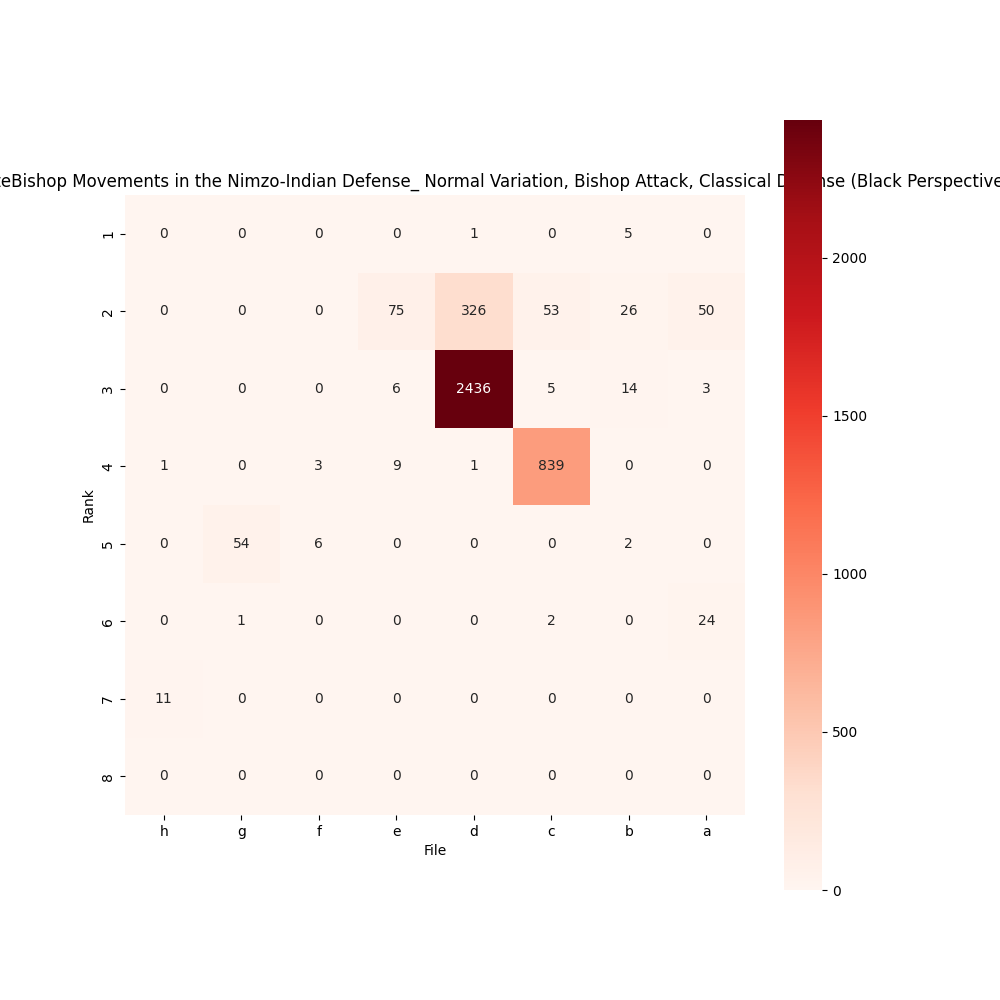 eBishop Movements in the Nimzo-Indian Defense_ Normal Variation, Bishop Attack, Classical D nse (Black Perspective
1 0 0 0 0 1 0 5 0
2 0 0 0 75 326 53 26 50
3 0 0 0 6 2436 5 14 3
4 1 0 3 9 1 839 0 0
5 0 54 6 0 0 0 2 0
6 0 1 0 0 0 2 0 24
7 11 0 0 0 0 0 0 0
8 0 0 0 0 0 0 0 0
h g f e d c b a
File
Rank
2000
1500
1000
500
0